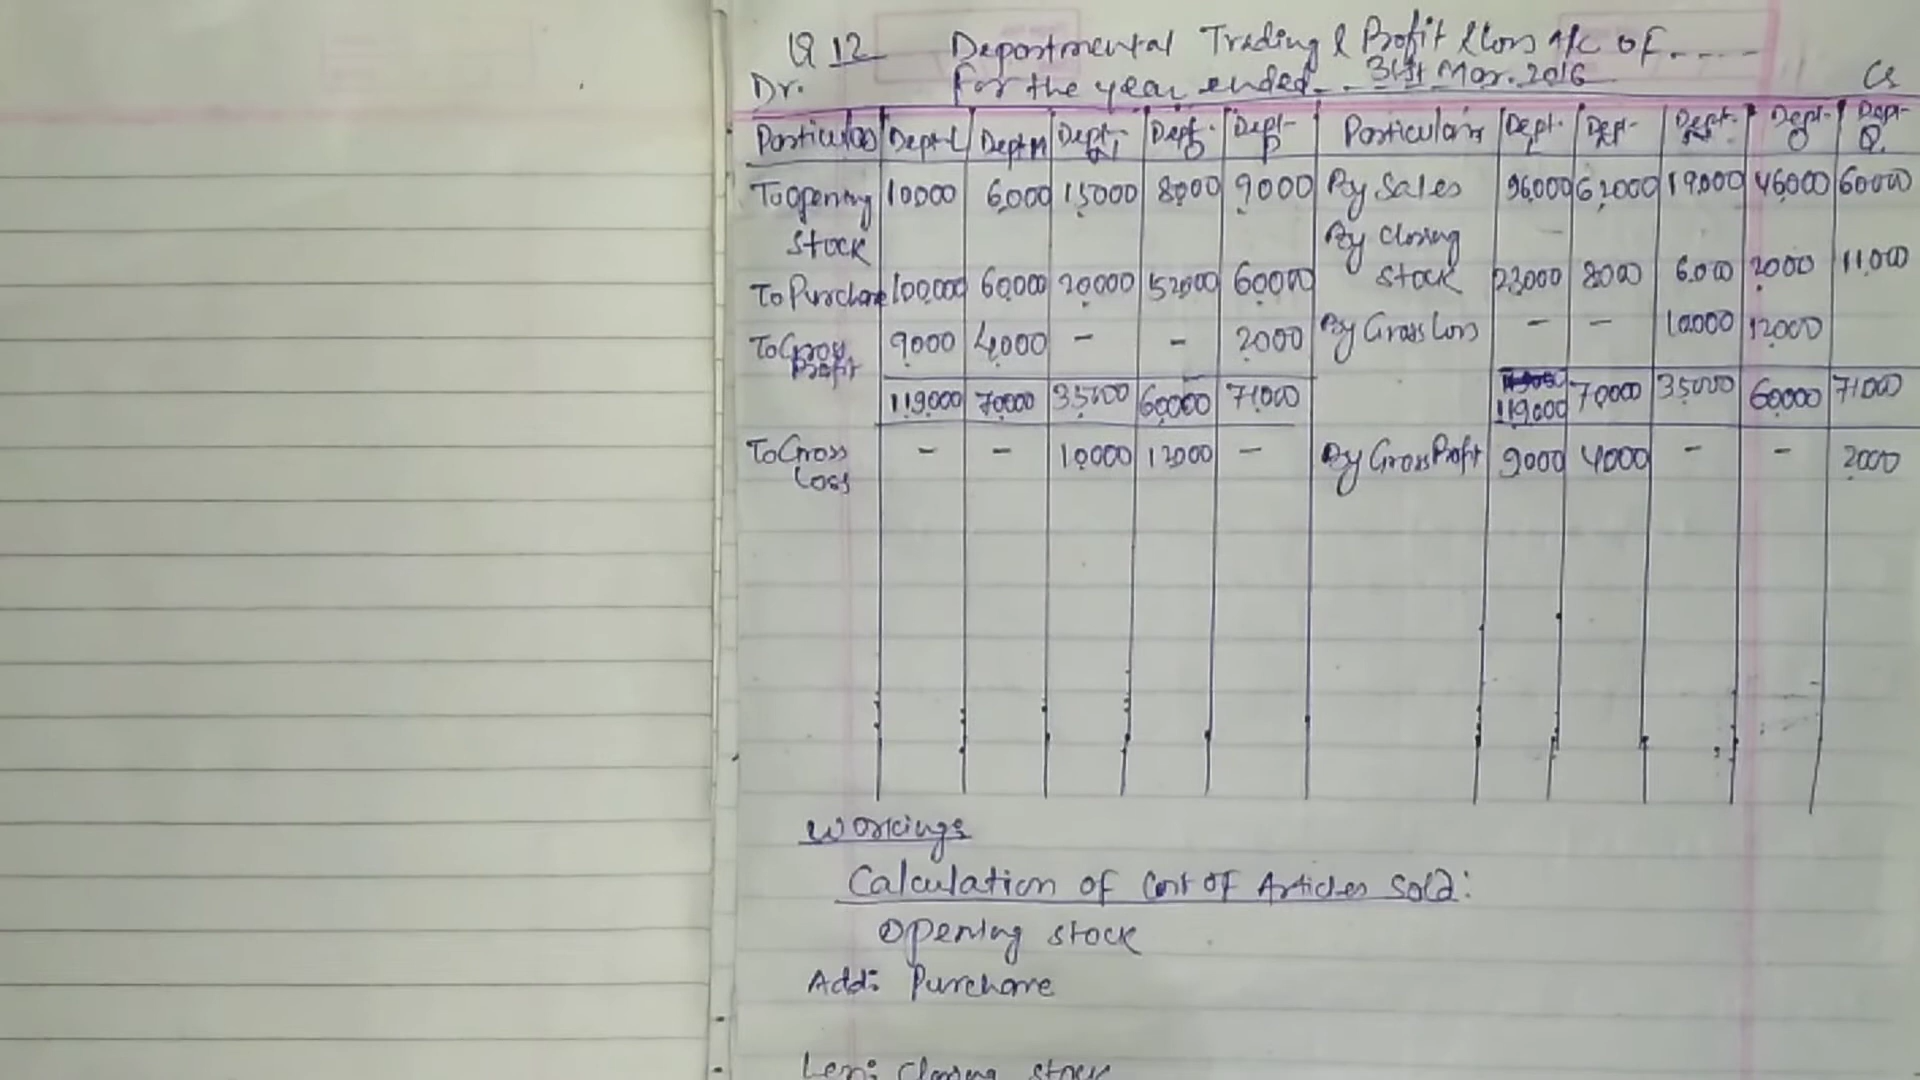 Q 12 Departmental Trading & Profit & Loss A/c of.....
Dr. For the year ended... 31st Mar. 2016 Cr
Particulars Dept L Dept M Dept N Dept. O Dept- P Particulars Dept. L Dept- M Dept. N Dept- O Dept-
To Opening 10000 6000 15000 8000 9000 By Sales 96000 62000 19000 46000 60000
Stock By Closing
To Purchase 100000 60000 20000 52000 60000 Stock 23000 8000 6000 2000 11000
To Gross 9000 4000 - - 2000 By Gross Loss - - 10000 12000
Profit
119000 70000 35000 60000 71000 119000 70000 35000 60000 71000
To Gross - - 10000 12000 - By Gross Profit 9000 4000 - - 2000
Loss
Workings
Calculation of Cost of Articles Sold:
Opening stock
Add: Purchase
Less: Closing stock